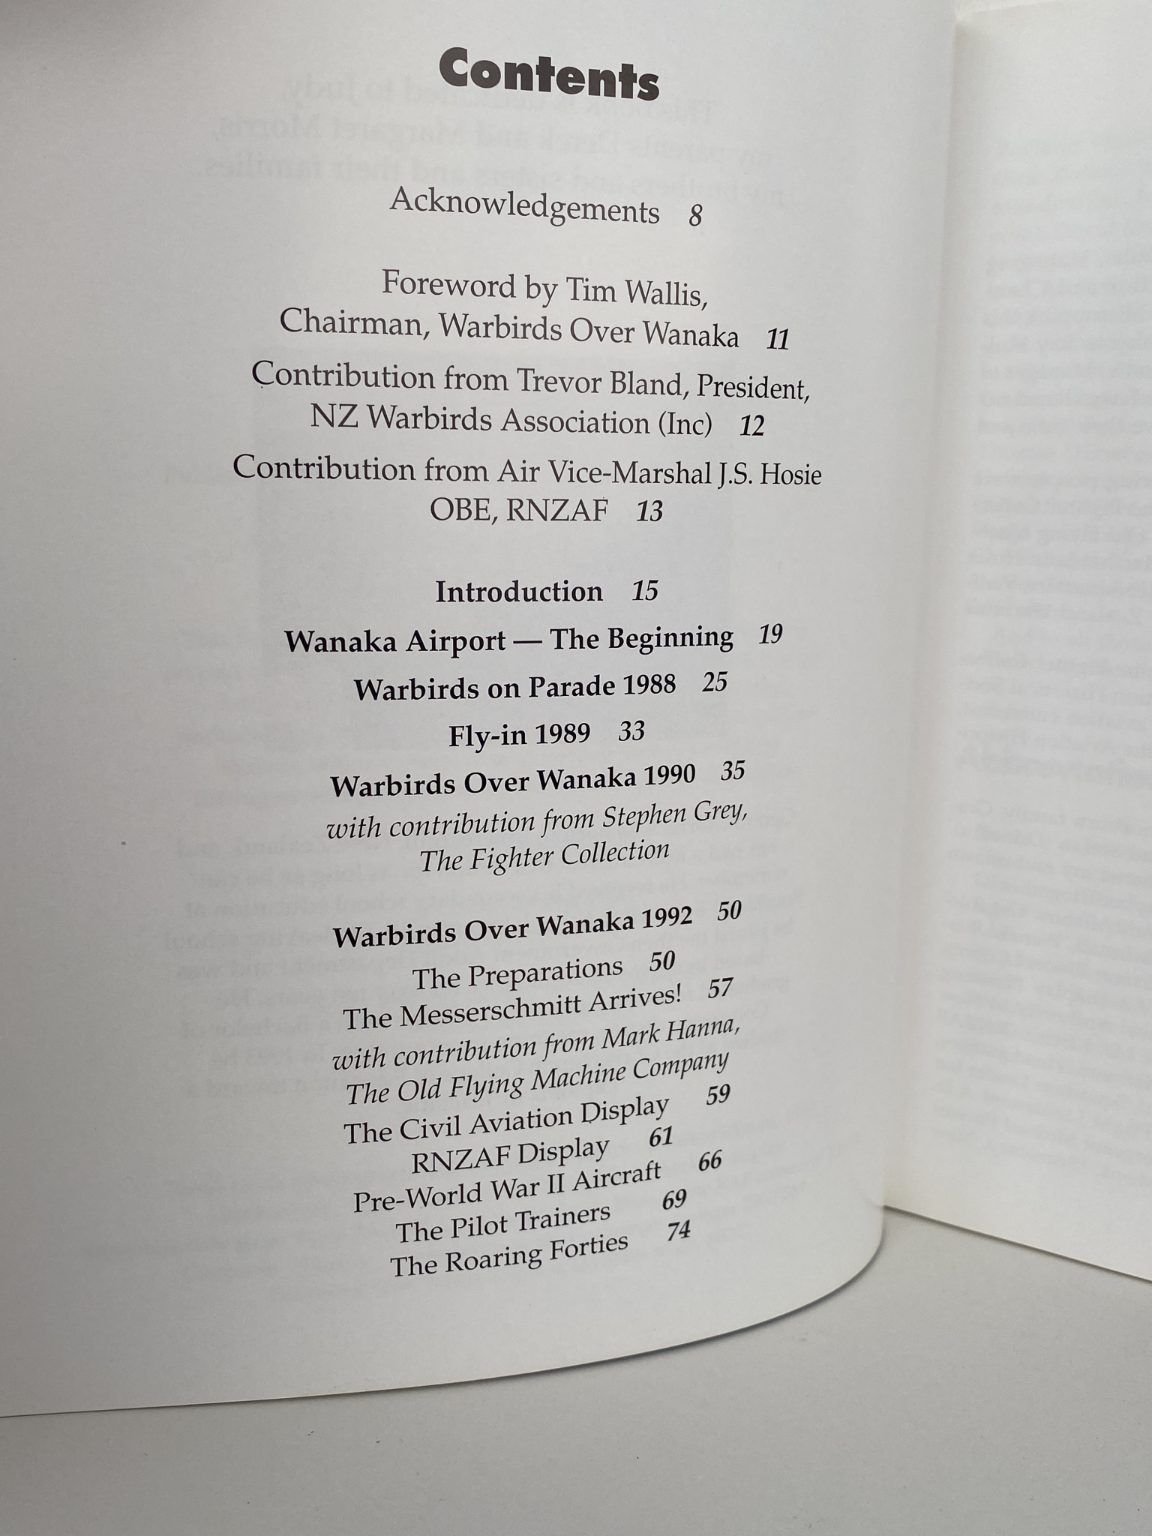 Contents
Acknowledgements 8
Foreword by Tim Wallis,
Chairman, Warbirds Over Wanaka 11
Contribution from Trevor Bland, President,
NZ Warbirds Association (Inc) 12
Contribution from Air Vice-Marshal J.S. Hosie
OBE, RNZAF 13
Introduction 15
Wanaka Airport — The Beginning 19
Warbirds on Parade 1988 25
Fly-in 1989 33
Warbirds Over Wanaka 1990 35
with contribution from Stephen Grey,
The Fighter Collection
Warbirds Over Wanaka 1992 50
The Preparations 50
The Messerschmitt Arrives! 57
with contribution from Mark Hanna,
The Old Flying Machine Company
The Civil Aviation Display 59
RNZAF Display 61
Pre-World War II Aircraft 66
The Pilot Trainers 69
The Roaring Forties 74